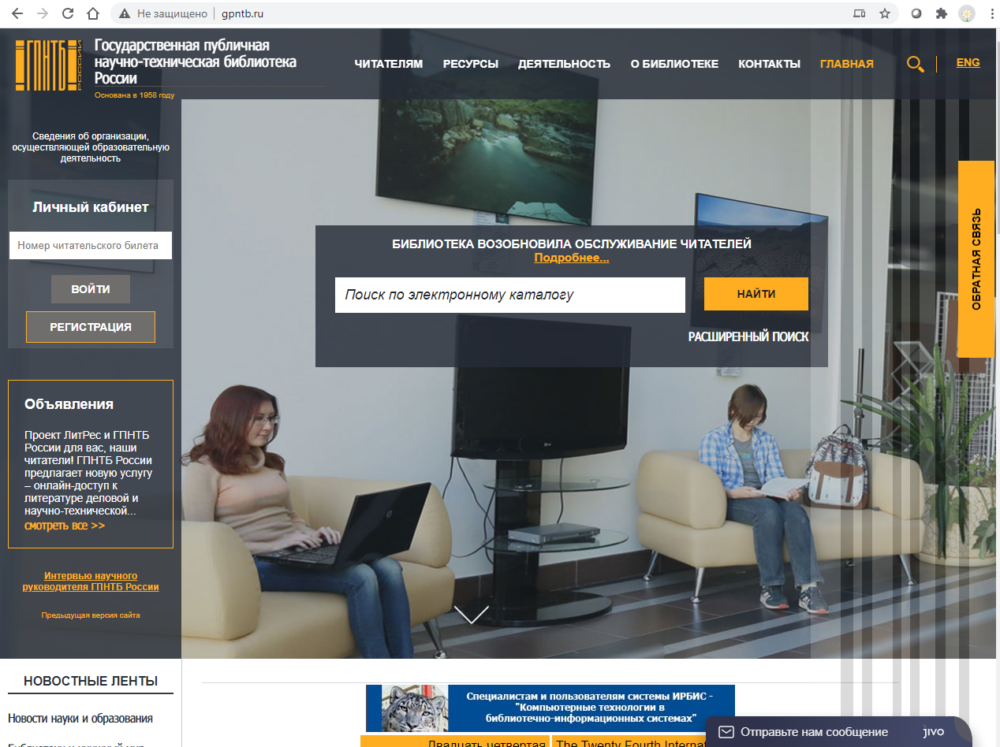 Не защищено
gpntb.ru
ГПНТБ
РОССИИ
Государственная публичная
научно-техническая библиотека
России
Основана в 1958 году
ЧИТАТЕЛЯМ
РЕСУРСЫ
ДЕЯТЕЛЬНОСТЬ
О БИБЛИОТЕКЕ
КОНТАКТЫ
ГЛАВНАЯ
ENG
Сведения об организации,
осуществляющей образовательную
деятельность
Личный кабинет
Номер читательского билета
ВОЙТИ
РЕГИСТРАЦИЯ
Объявления
Проект ЛитРес и ГПНТБ
России для вас, наши
читатели! ГПНТБ России
предлагает новую услугу
– онлайн-доступ к
литературе деловой и
научно-технической...
смотреть все >>
Интервью научного
руководителя ГПНТБ России
Предыдущая версия сайта
БИБЛИОТЕКА ВОЗОБНОВИЛА ОБСЛУЖИВАНИЕ ЧИТАТЕЛЕЙ
Подробнее...
Поиск по электронному каталогу
НАЙТИ
РАСШИРЕННЫЙ ПОИСК
ОБРАТНАЯ СВЯЗЬ
НОВОСТНЫЕ ЛЕНТЫ
Новости науки и образования
Специалистам и пользователям системы ИРБИС -
"Компьютерные технологии в
библиотечно-информационных системах"
Двадцать четвертая
The Twenty Fourth Internat
Отправьте нам сообщение
jivo